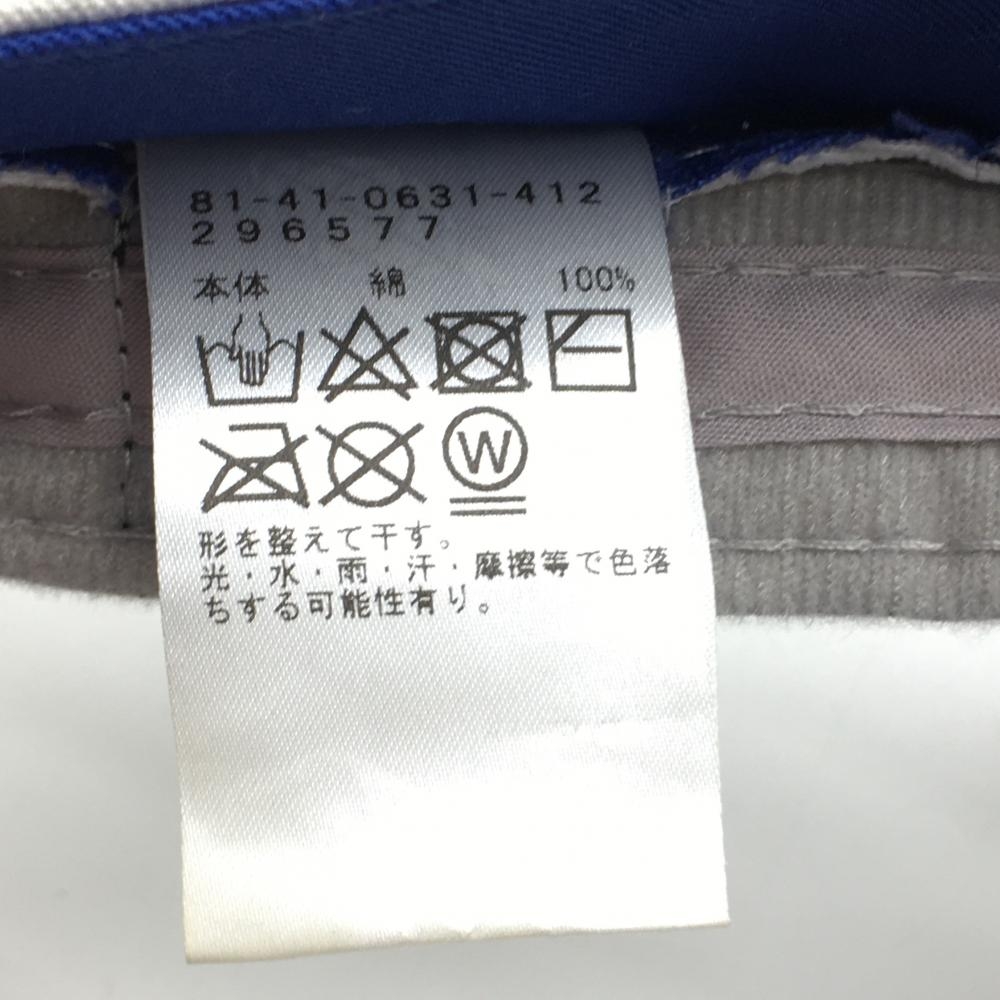 81-41-0631-412
296577
本体 綿 100%
W
形を整えて干す。
光・水・雨・汗・摩擦等で色落
ちする可能性有り。